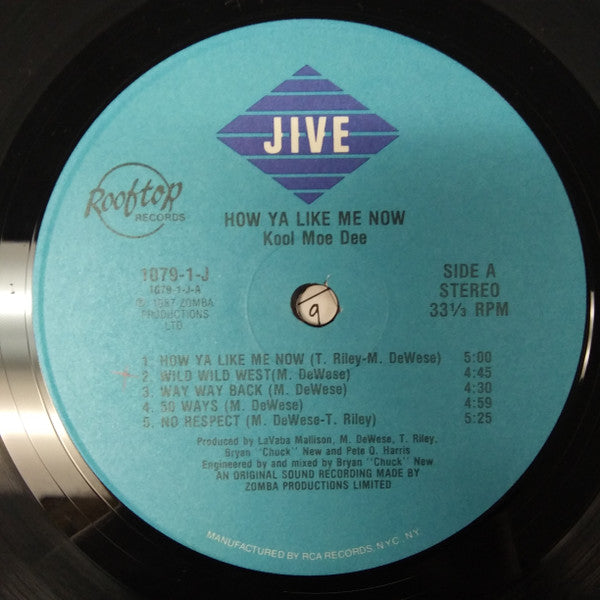 JIVE
Rooftop
RECORDS
HOW YA LIKE ME NOW
Kool Moe Dee
1079-1-J
1079-1-J-A
℗ 1987 ZOMBA
PRODUCTIONS
LTD
SIDE A
STEREO
33⅓ RPM
9
1. HOW YA LIKE ME NOW (T. Riley-M. DeWese) 5:00
2. WILD WILD WEST(M. DeWese) 4:45
3. WAY WAY BACK (M. DeWese) 4:30
4. 50 WAYS (M. DeWese) 4:59
5. NO RESPECT (M. DeWese-T. Riley) 5:25
Produced by LaVaba Mallison, M. DeWese, T. Riley,
Bryan "Chuck" New and Pete Q. Harris
Engineered by and mixed by Bryan "Chuck" New
AN ORIGINAL SOUND RECORDING MADE BY
ZOMBA PRODUCTIONS LIMITED
MANUFACTURED BY RCA RECORDS, NYC, NY